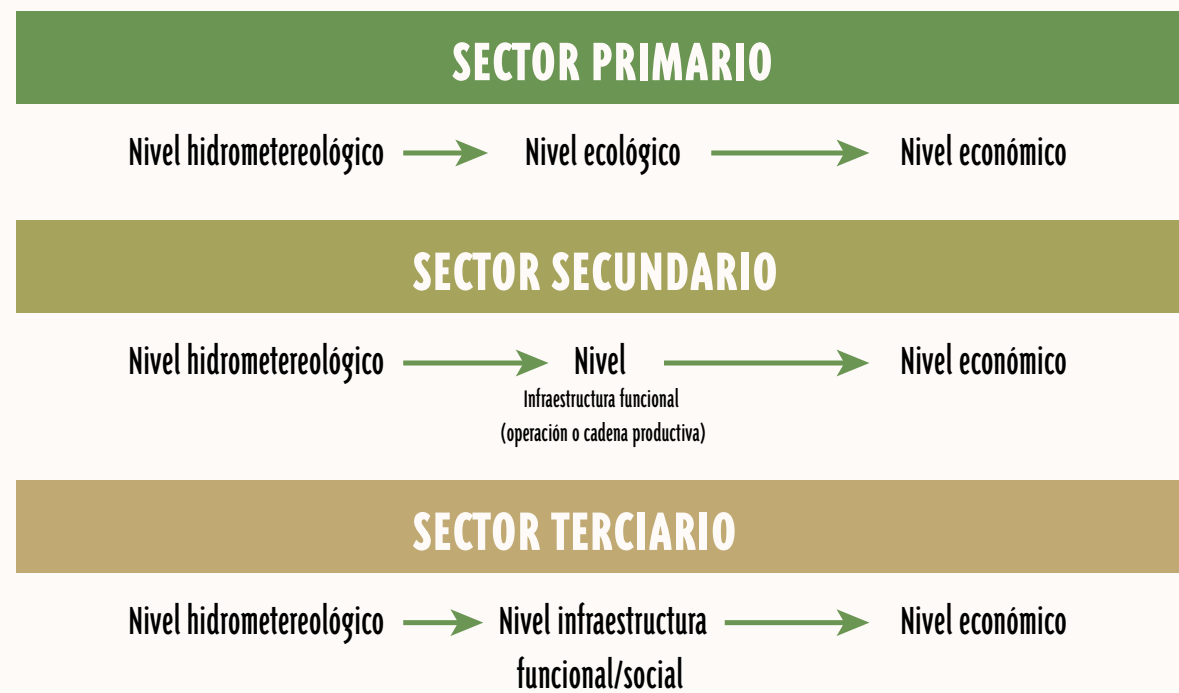 SECTOR PRIMARIO
Nivel hidrometereológico Nivel ecológico Nivel económico
SECTOR SECUNDARIO
Nivel hidrometereológico Nivel Nivel económico
Infraestructura funcional
(operación o cadena productiva)
SECTOR TERCIARIO
Nivel hidrometereológico Nivel infraestructura Nivel económico
funcional/social